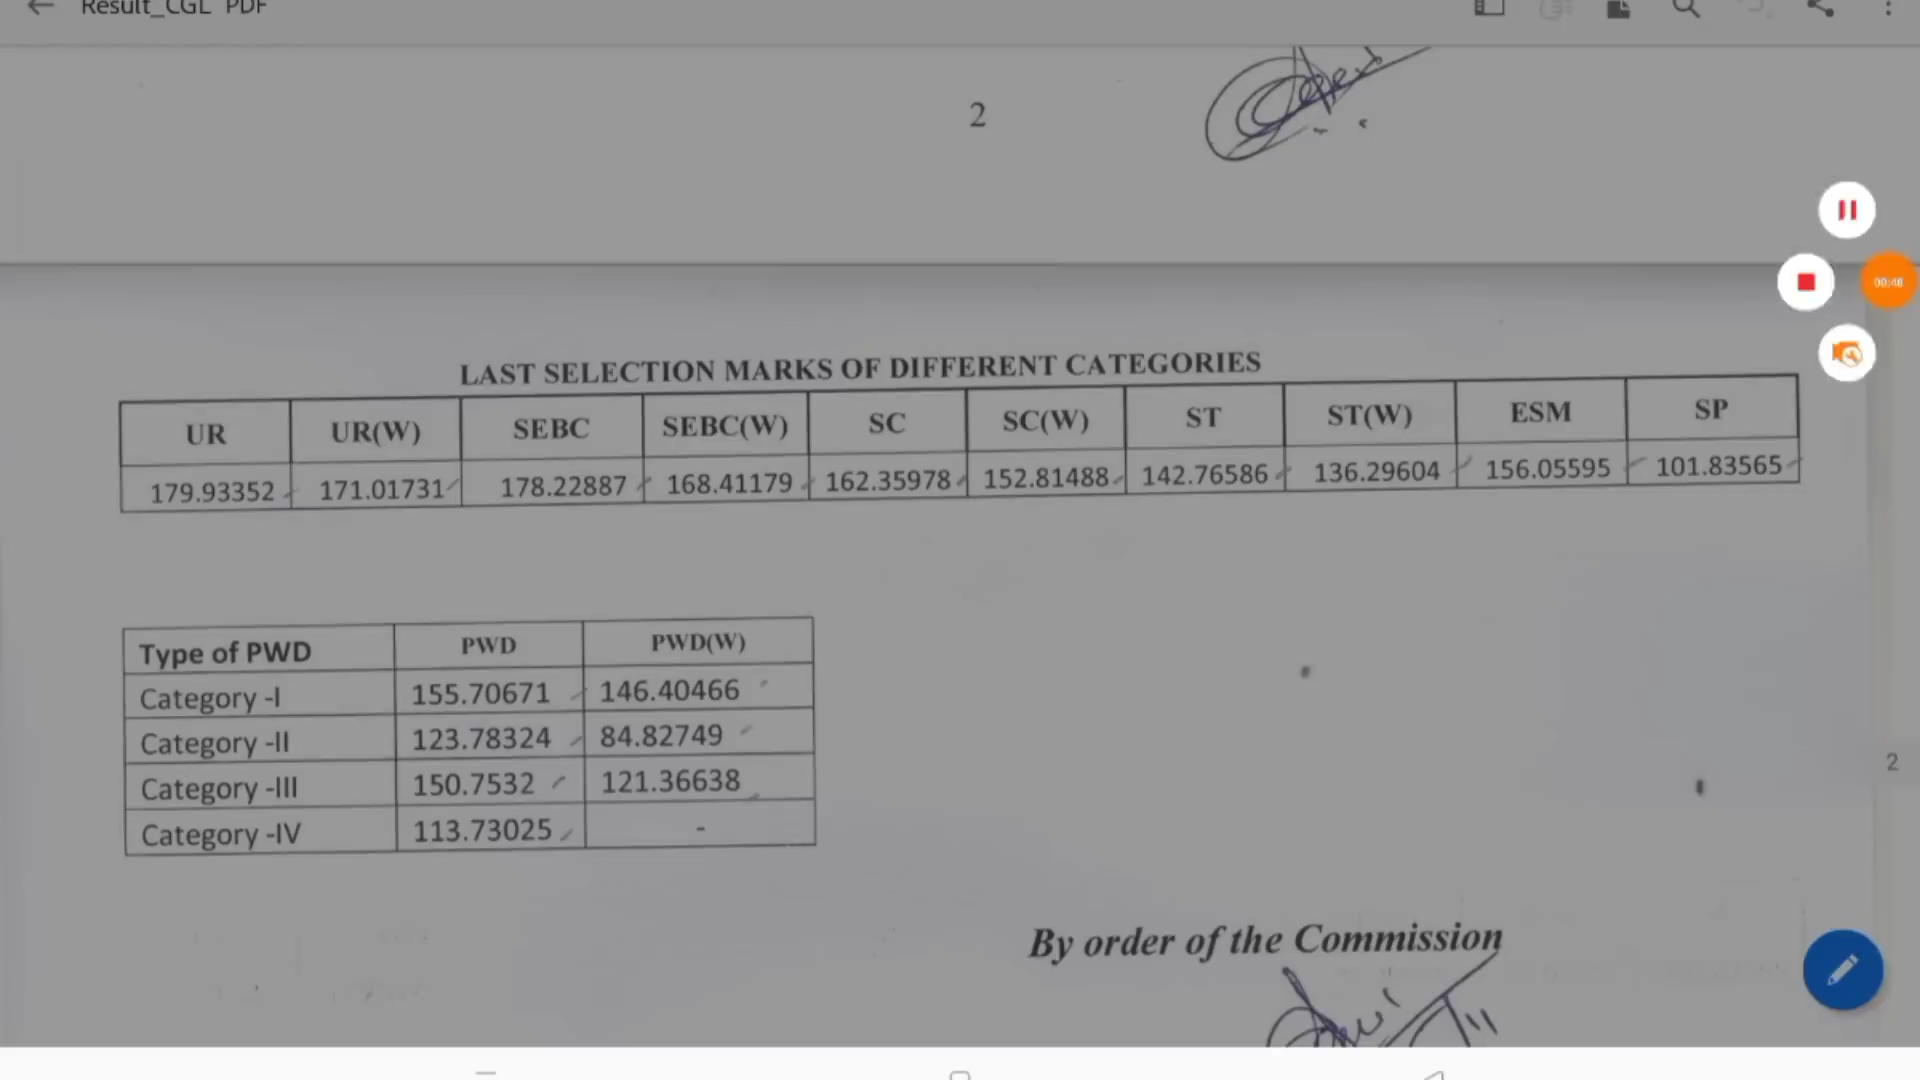 Result_CGL PDF
2
00:48
LAST SELECTION MARKS OF DIFFERENT CATEGORIES
UR UR(W) SEBC SEBC(W) SC SC(W) ST ST(W) ESM SP
179.93352 171.01731 178.22887 168.41179 162.35978 152.81488 142.76586 136.29604 156.05595 101.83565
Type of PWD PWD PWD(W)
Category -I 155.70671 146.40466
Category -II 123.78324 84.82749
Category -III 150.7532 121.36638
Category -IV 113.73025 -
2
By order of the Commission